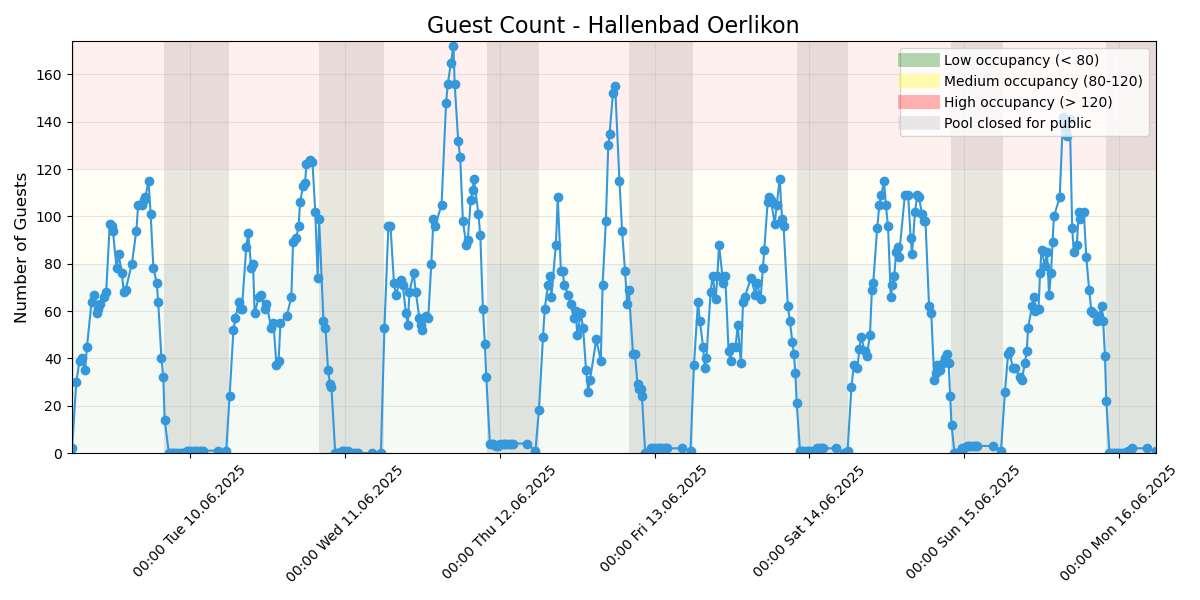 Guest Count - Hallenbad Oerlikon
Number of Guests
160
140
120
100
80
60
40
20
0
Low occupancy (< 80)
Medium occupancy (80-120)
High occupancy (> 120)
Pool closed for public
00:00 Tue 10.06.2025
00:00 Wed 11.06.2025
00:00 Thu 12.06.2025
00:00 Fri 13.06.2025
00:00 Sat 14.06.2025
00:00 Sun 15.06.2025
00:00 Mon 16.06.2025